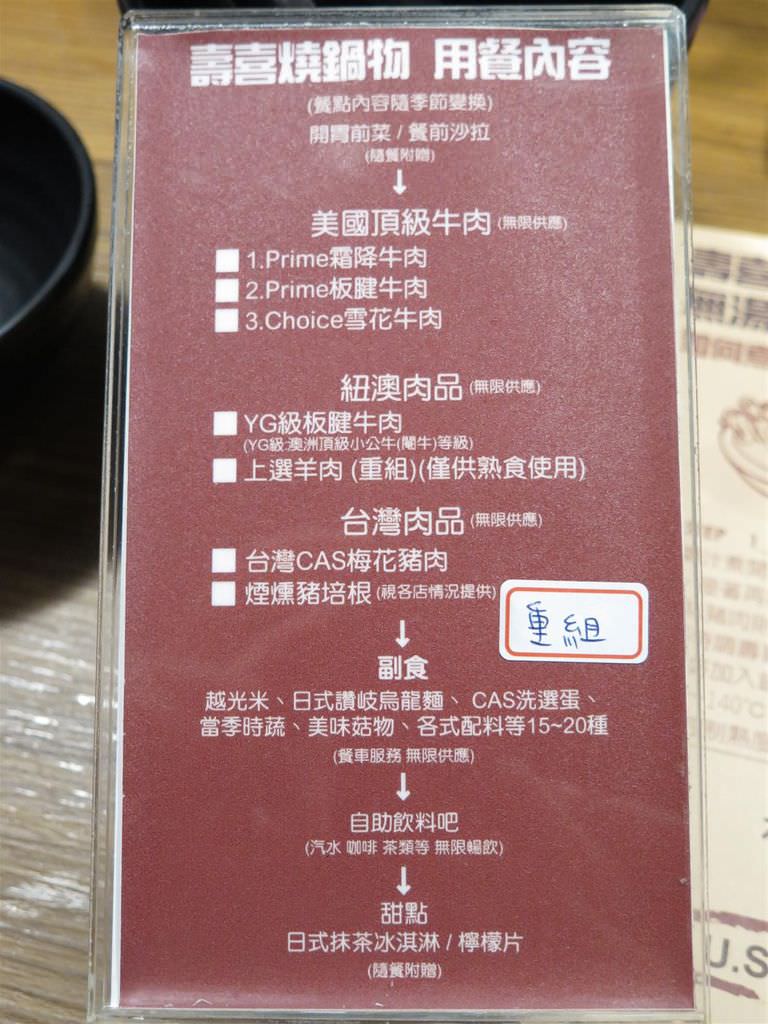 壽喜燒鍋物 用餐內容
(餐點內容隨季節變換)
開胃前菜 / 餐前沙拉
(隨餐附贈)
↓
美國頂級牛肉 (無限供應)
1.Prime霜降牛肉
2.Prime板腱牛肉
3.Choice雪花牛肉
紐澳肉品 (無限供應)
YG級板腱牛肉
(YG級:澳洲頂級小公牛(閹牛)等級)
上選羊肉 (重組)(僅供熟食使用)
台灣肉品 (無限供應)
台灣CAS梅花豬肉
煙燻豬培根 (視各店情況提供)
重組
↓
副食
越光米、日式讚岐烏龍麵、 CAS洗選蛋、
當季時蔬、美味菇物、各式配料等15~20種
(餐車服務 無限供應)
↓
自助飲料吧
(汽水 咖啡 茶類等 無限暢飲)
↓
甜點
日式抹茶冰淇淋 / 檸檬片
(隨餐附贈)
壽喜
加入
140°C
U.S